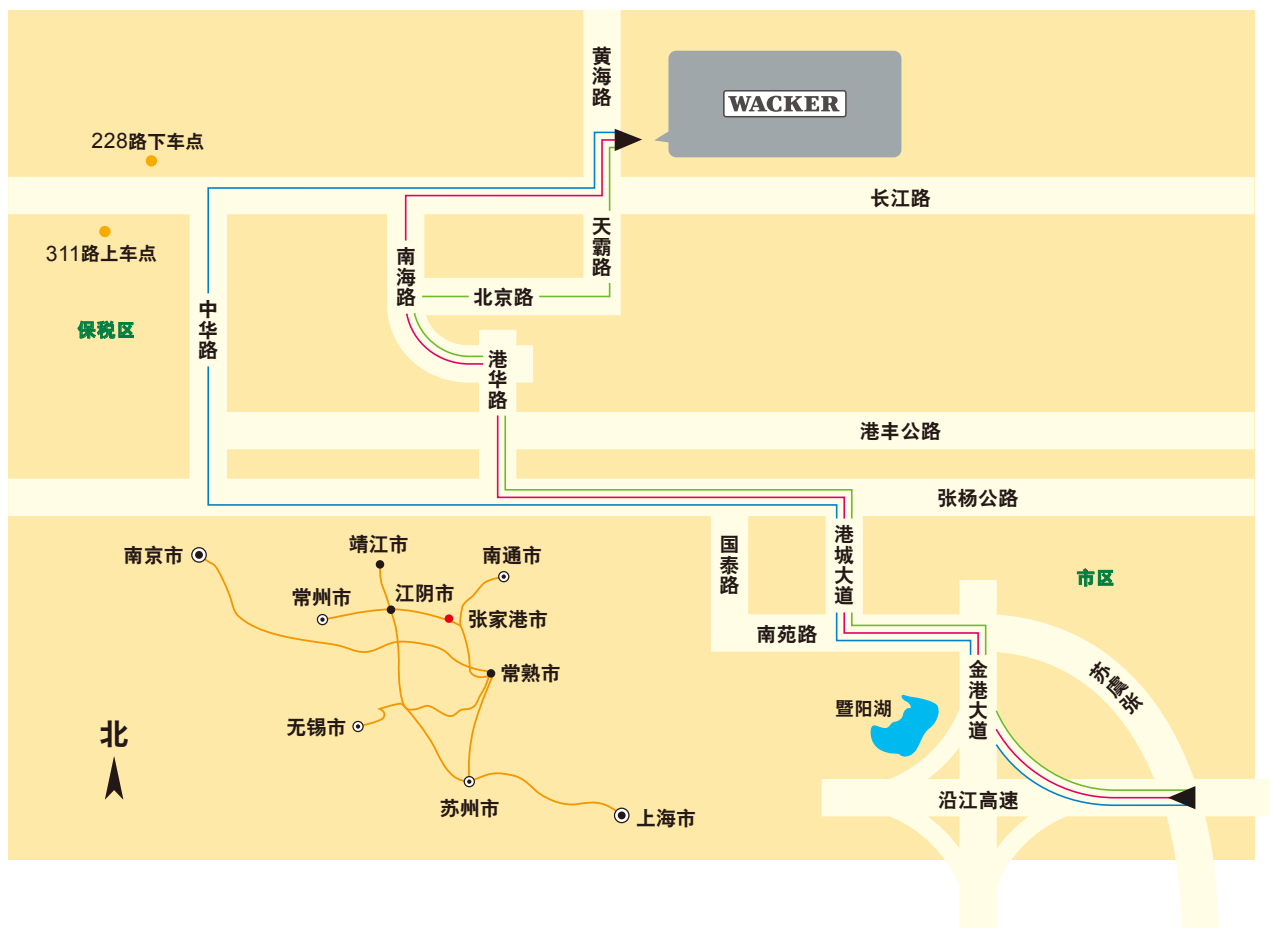 黄海路
WACKER
228路下车点
长江路
311路上车点
天霸路
南海路
北京路
中华路
保税区
港华路
港丰公路
张杨公路
国泰路
港城大道
市区
南京市
靖江市
南通市
常州市
江阴市
张家港市
南苑路
常熟市
金港大道
苏虞张
暨阳湖
无锡市
北
沿江高速
苏州市
上海市